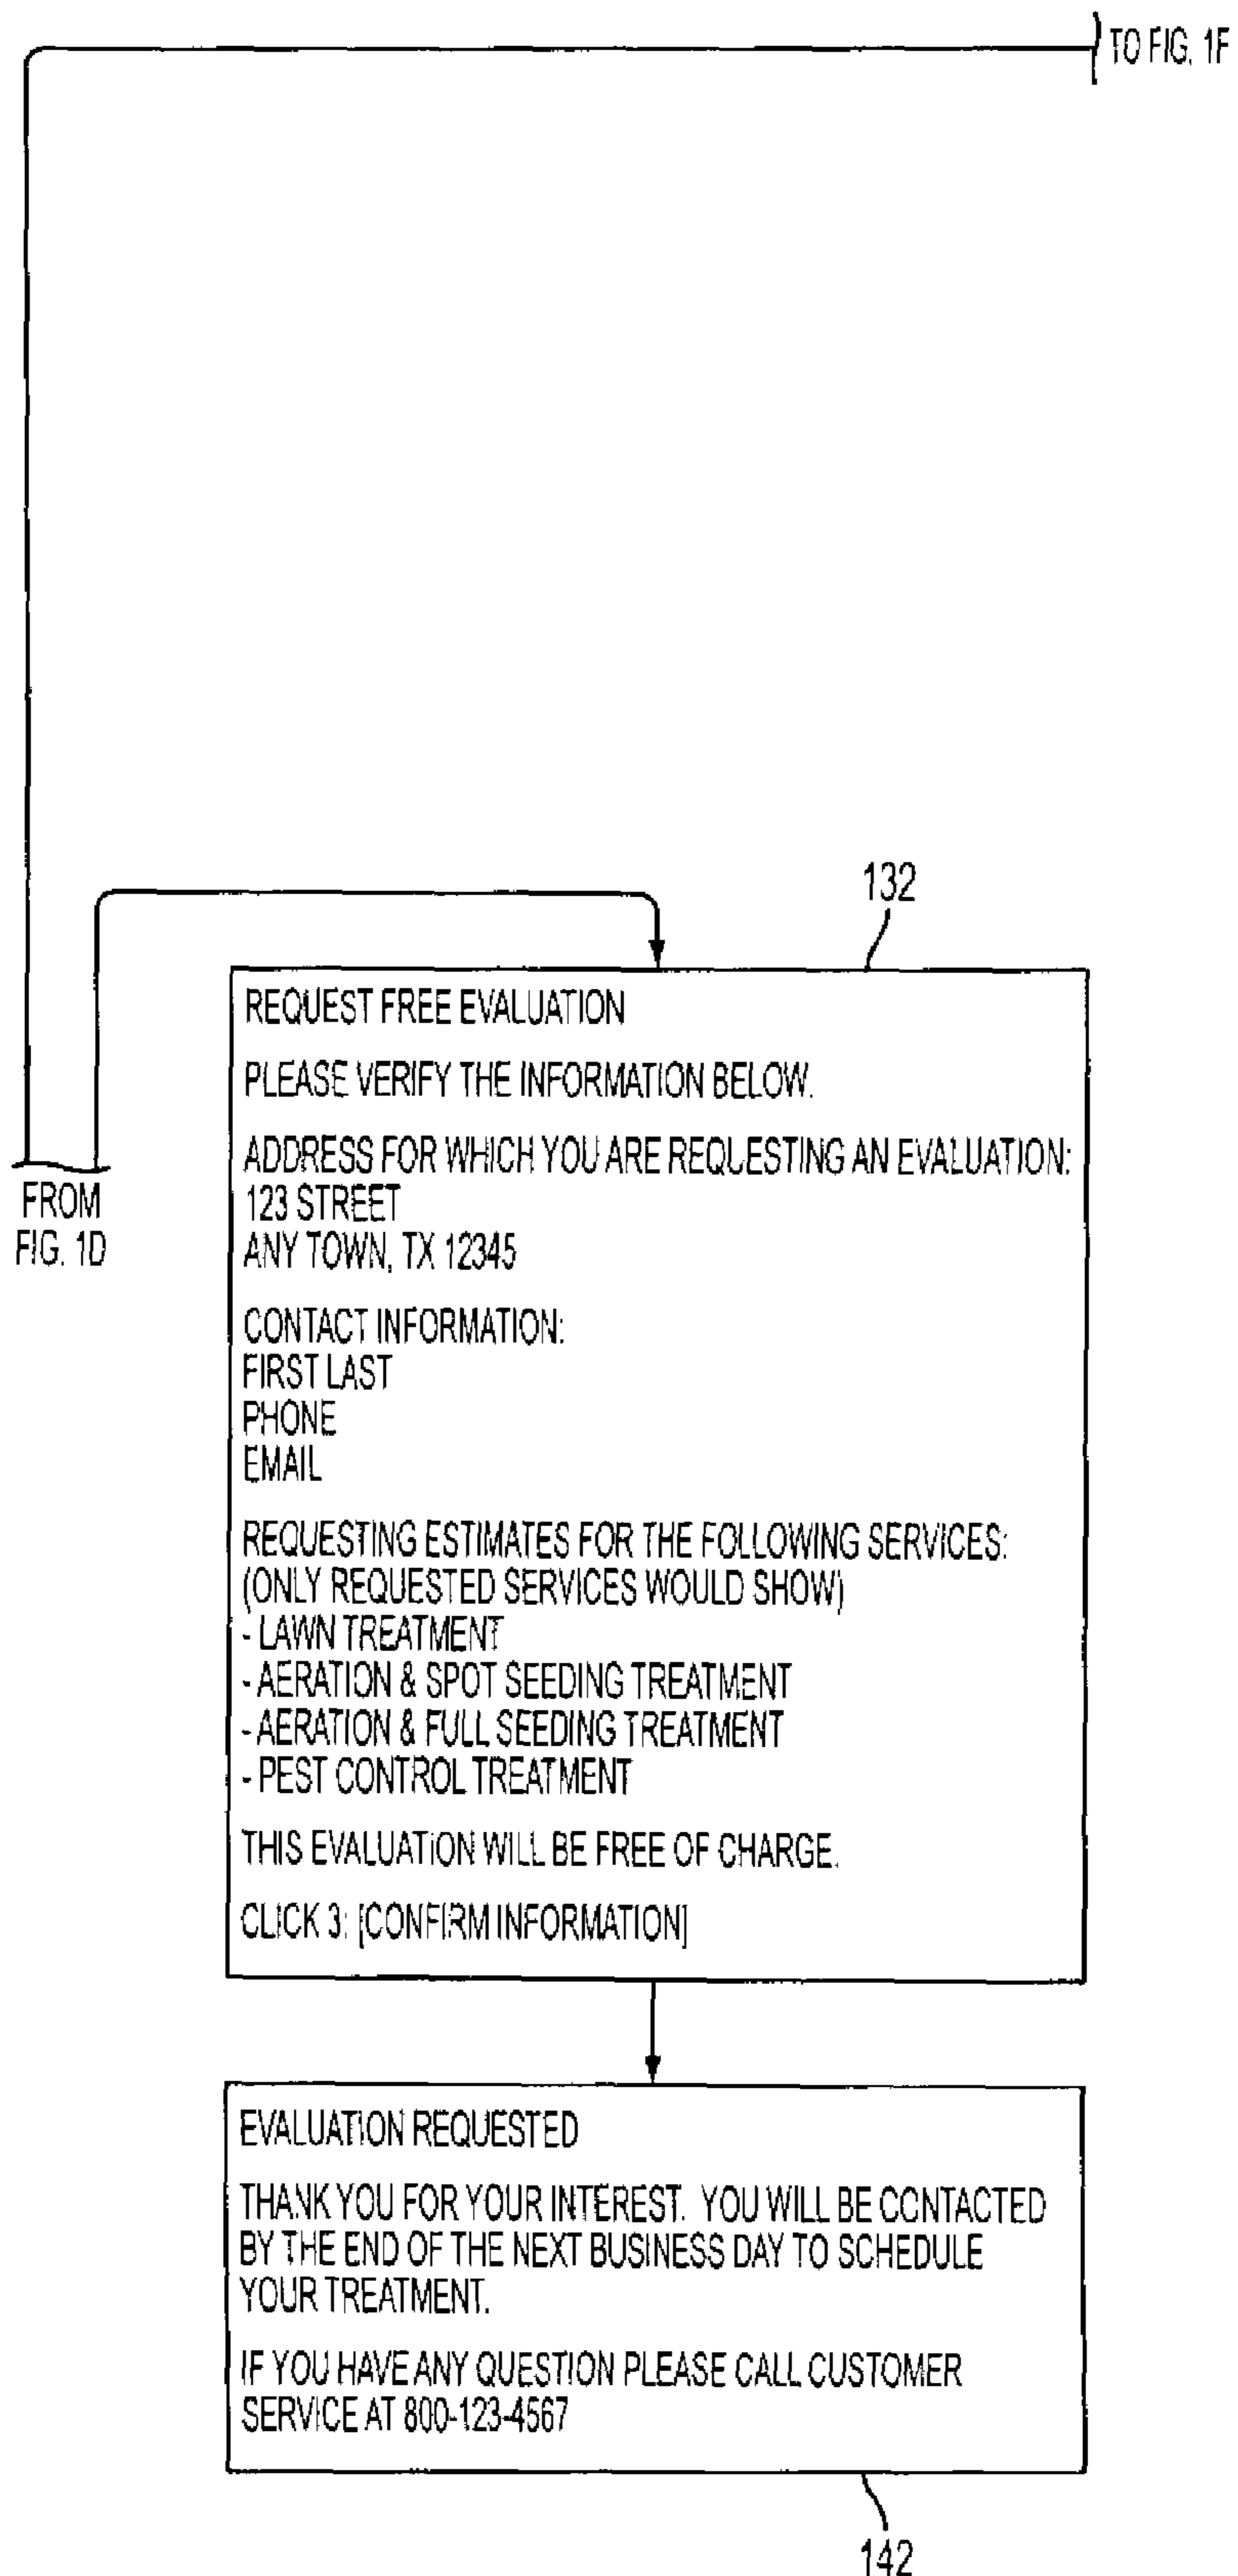 TO FIG. 1F
132
REQUEST FREE EVALUATION
PLEASE VERIFY THE INFORMATION BELOW.
ADDRESS FOR WHICH YOU ARE REQUESTING AN EVALUATION:
123 STREET
ANY TOWN, TX 12345
FROM
FIG. 1D
CONTACT INFORMATION:
FIRST LAST
PHONE
EMAIL
REQUESTING ESTIMATES FOR THE FOLLOWING SERVICES:
(ONLY REQUESTED SERVICES WOULD SHOW)
- LAWN TREATMENT
- AERATION & SPOT SEEDING TREATMENT
- AERATION & FULL SEEDING TREATMENT
- PEST CONTROL TREATMENT
THIS EVALUATION WILL BE FREE OF CHARGE.
CLICK 3: [CONFIRM INFORMATION]
EVALUATION REQUESTED
THANK YOU FOR YOUR INTEREST. YOU WILL BE CONTACTED
BY THE END OF THE NEXT BUSINESS DAY TO SCHEDULE
YOUR TREATMENT.
IF YOU HAVE ANY QUESTION PLEASE CALL CUSTOMER
SERVICE AT 800-123-4567
142